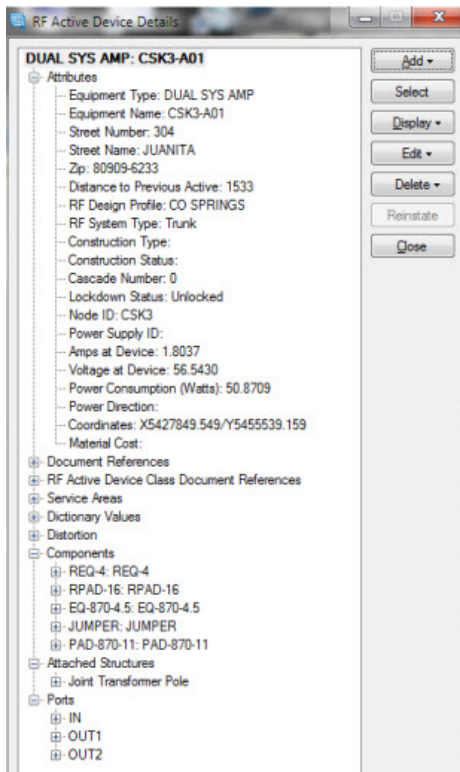 RF Active Device Details
DUAL SYS AMP: CSK3-A01
Attributes
Equipment Type: DUAL SYS AMP
Equipment Name: CSK3-A01
Street Number: 304
Street Name: JUANITA
Zip: 80909-6233
Distance to Previous Active: 1533
RF Design Profile: CO SPRINGS
RF System Type: Trunk
Construction Type:
Construction Status:
Cascade Number: 0
Lockdown Status: Unlocked
Node ID: CSK3
Power Supply ID:
Amps at Device: 1.8037
Voltage at Device: 56.5430
Power Consumption (Watts): 50.8709
Power Direction:
Coordinates: X5427849.549/Y5455539.159
Material Cost:
Document References
RF Active Device Class Document References
Service Areas
Dictionary Values
Distortion
Components
REQ-4: REQ-4
RPAD-16: RPAD-16
EQ-870-4.5: EQ-870-4.5
JUMPER: JUMPER
PAD-870-11: PAD-870-11
Attached Structures
Joint Transformer Pole
Ports
IN
OUT1
OUT2
Add
Select
Display
Edit
Delete
Reinstate
Close